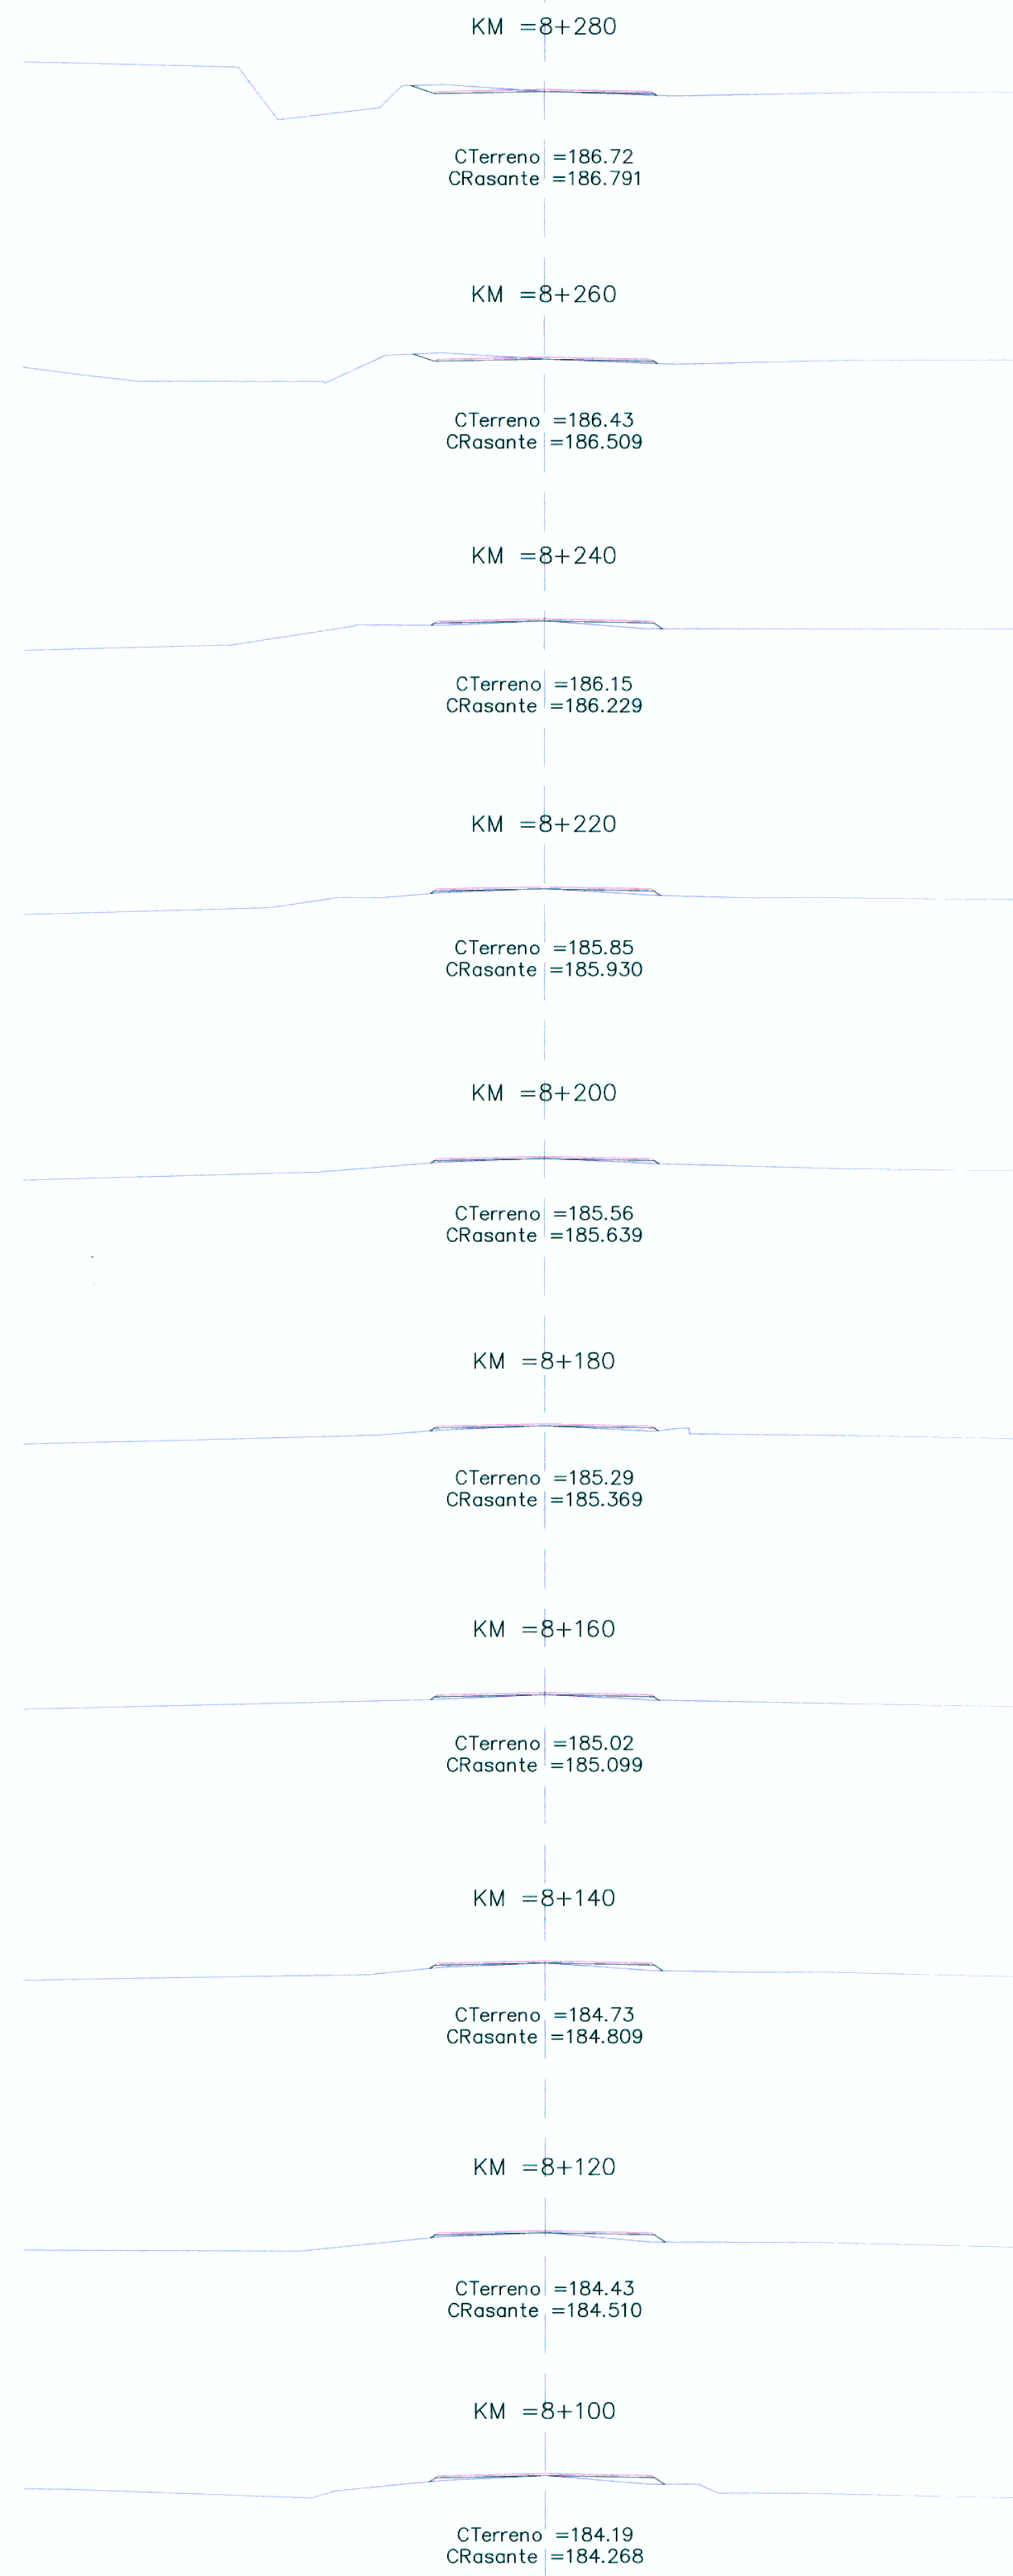 KM =8+280
CTerreno =186.72
CRasante =186.791
KM =8+260
CTerreno =186.43
CRasante =186.509
KM =8+240
CTerreno =186.15
CRasante =186.229
KM =8+220
CTerreno =185.85
CRasante =185.930
KM =8+200
CTerreno =185.56
CRasante =185.639
KM =8+180
CTerreno =185.29
CRasante =185.369
KM =8+160
CTerreno =185.02
CRasante =185.099
KM =8+140
CTerreno =184.73
CRasante =184.809
KM =8+120
CTerreno =184.43
CRasante =184.510
KM =8+100
CTerreno =184.19
CRasante =184.268